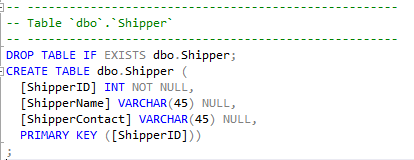 -- -----------------------------------------------------
-- Table `dbo`.`Shipper`
-- -----------------------------------------------------
DROP TABLE IF EXISTS dbo.Shipper;
CREATE TABLE dbo.Shipper (
[ShipperID] INT NOT NULL,
[ShipperName] VARCHAR(45) NULL,
[ShipperContact] VARCHAR(45) NULL,
PRIMARY KEY ([ShipperID]))
;